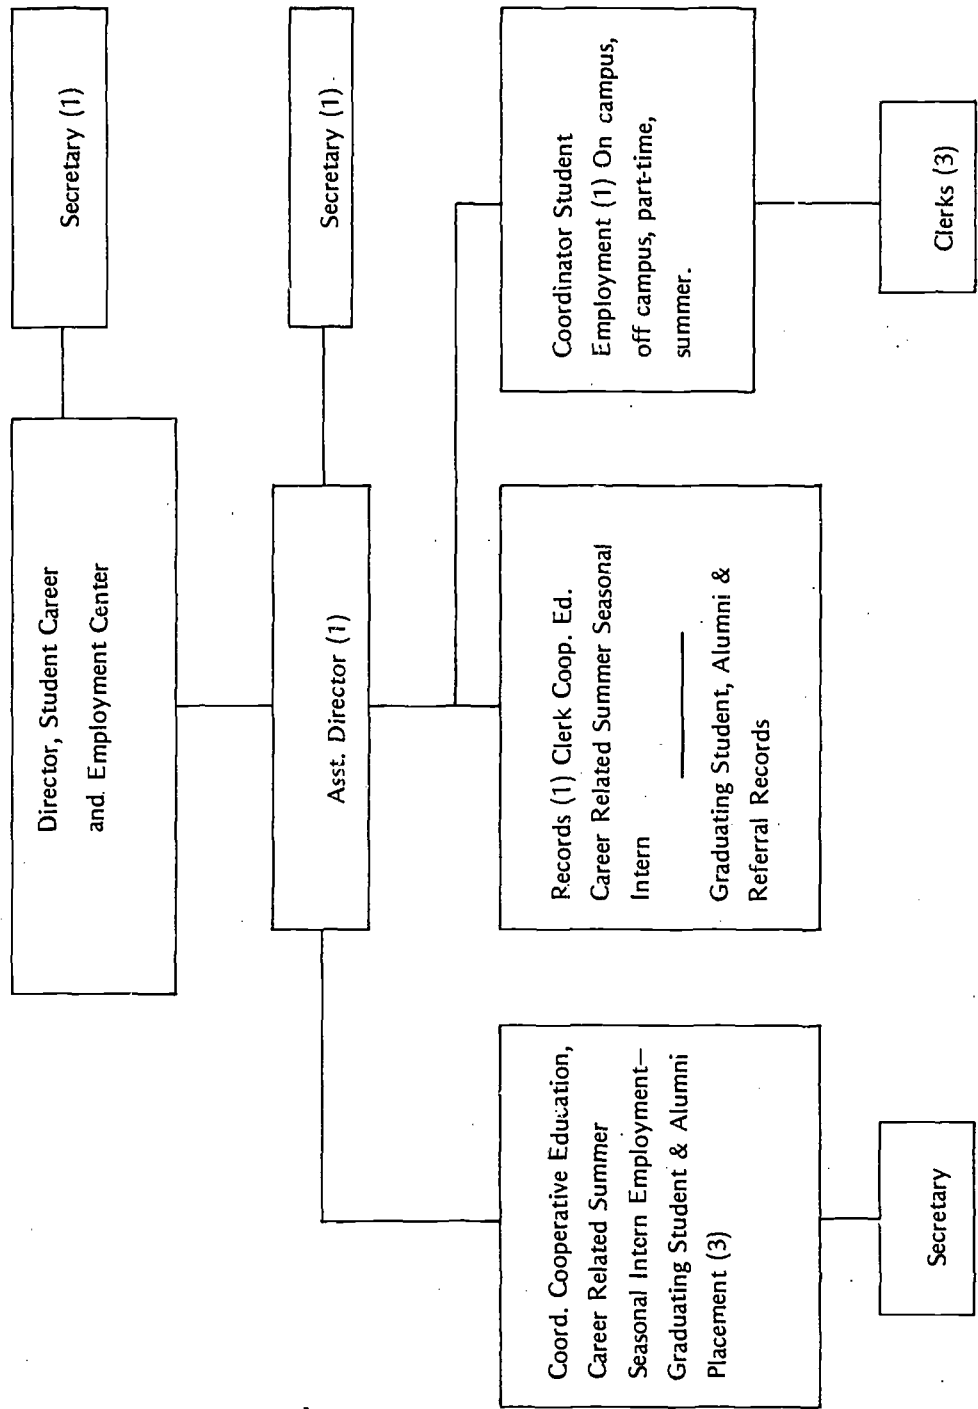 Director, Student Career
and Employment Center
Secretary (1)
Asst. Director (1)
Secretary (1)
Coord. Cooperative Education,
Career Related Summer
Seasonal Intern Employment—
Graduating Student & Alumni
Placement (3)
Records (1) Clerk Coop. Ed.
Career Related Summer Seasonal
Intern
Graduating Student, Alumni &
Referral Records
Coordinator Student
Employment (1) On campus,
off campus, part-time,
summer.
Secretary
Clerks (3)